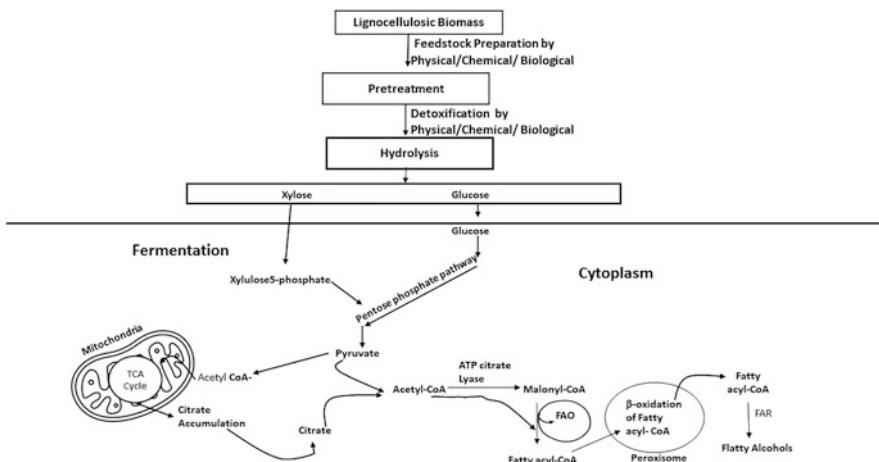 Lignocellulosic Biomass
Feedstock Preparation by
Physical/Chemical/ Biological
Pretreatment
Detoxification by
Physical/Chemical/ Biological
Hydrolysis
Xylose
Glucose
Glucose
Fermentation
Cytoplasm
Xylulose5-phosphate
Pentose phosphate pathway
Mitochondria
Pyruvate
TCA
Cycle
Acetyl CoA-
Citrate
Accumulation
Citrate
Acetyl-CoA
ATP citrate
Lyase
Malonyl-CoA
FAO
Fatty acyl-CoA
β-oxidation
of Fatty
acyl- CoA
Peroxisome
Fatty
acyl-CoA
FAR
Flatty Alcohols